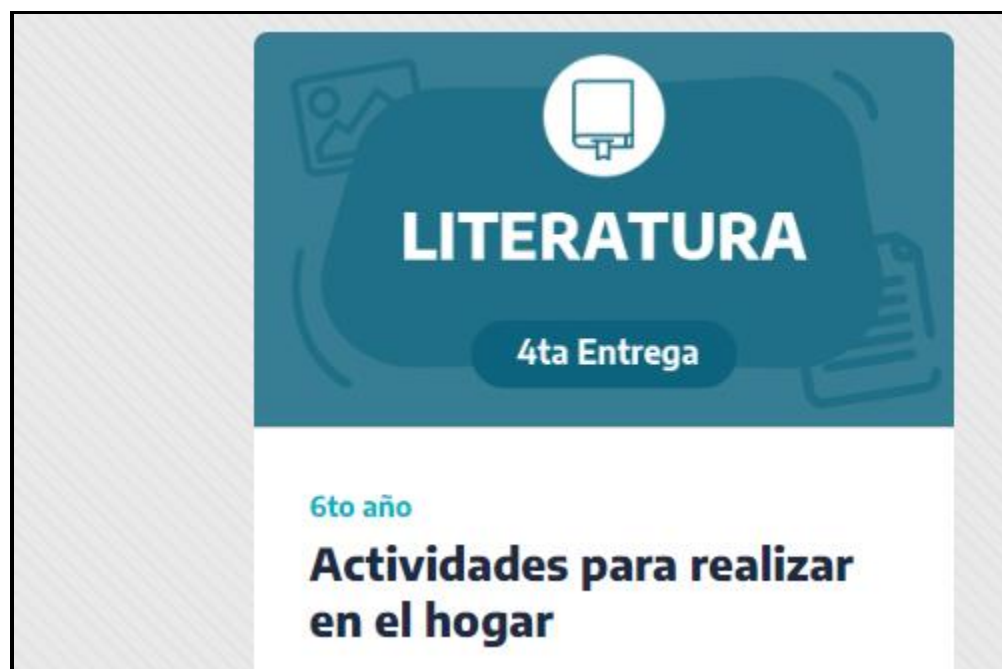 LITERATURA
4ta Entrega
6to año
Actividades para realizar
en el hogar